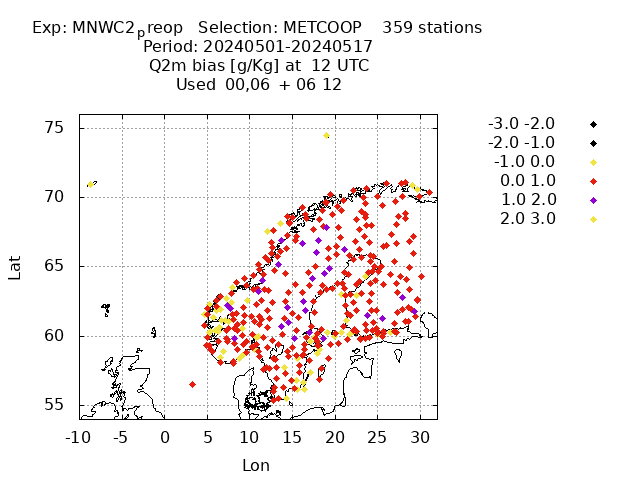 Exp: MNWC2preop   Selection: METCOOP    359 stations
Period: 20240501-20240517
Q2m bias [g/Kg] at  12 UTC
Used  00,06  + 06 12
-3.0 -2.0
-2.0 -1.0
-1.0 0.0
0.0 1.0
1.0 2.0
2.0 3.0
75
70
65
60
55
Lat
-10 -5 0 5 10 15 20 25 30
Lon